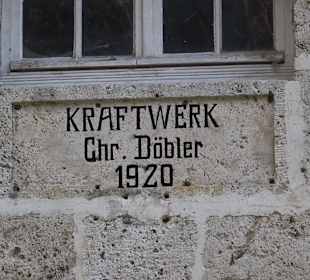 KRAFTWERK
Chr. Döbler
1920